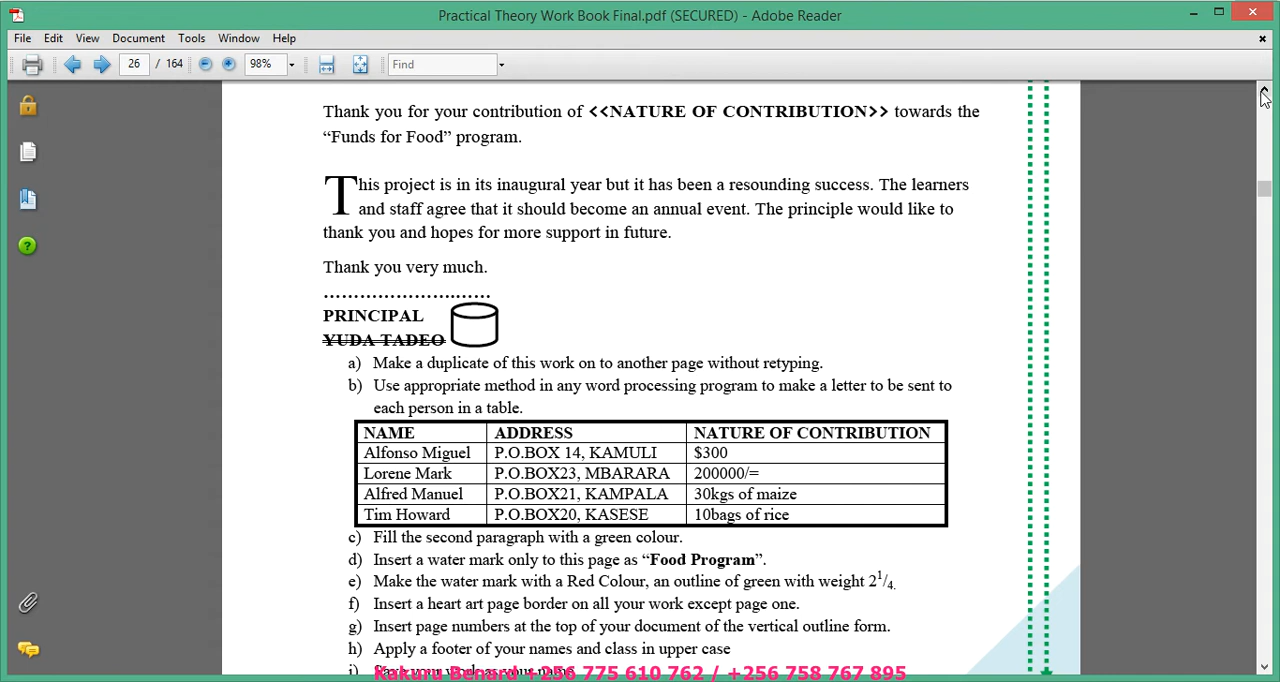 Practical Theory Work Book Final.pdf (SECURED) - Adobe Reader
File Edit View Document Tools Window Help
26 / 164 98% Find
Thank you for your contribution of <<NATURE OF CONTRIBUTION>> towards the
“Funds for Food” program.
This project is in its inaugural year but it has been a resounding success. The learners
and staff agree that it should become an annual event. The principle would like to
thank you and hopes for more support in future.
Thank you very much.
................................
PRINCIPAL
YUDA TADEO
a) Make a duplicate of this work on to another page without retyping.
b) Use appropriate method in any word processing program to make a letter to be sent to
each person in a table.
NAME ADDRESS NATURE OF CONTRIBUTION
Alfonso Miguel P.O.BOX 14, KAMULI $300
Lorene Mark P.O.BOX23, MBARARA 200000/=
Alfred Manuel P.O.BOX21, KAMPALA 30kgs of maize
Tim Howard P.O.BOX20, KASESE 10bags of rice
c) Fill the second paragraph with a green colour.
d) Insert a water mark only to this page as “Food Program”.
e) Make the water mark with a Red Colour, an outline of green with weight 2 1/4.
f) Insert a heart art page border on all your work except page one.
g) Insert page numbers at the top of your document of the vertical outline form.
h) Apply a footer of your names and class in upper case
i) Save your work as your name
Kakuru Benard +256 775 610 762 / +256 758 767 895